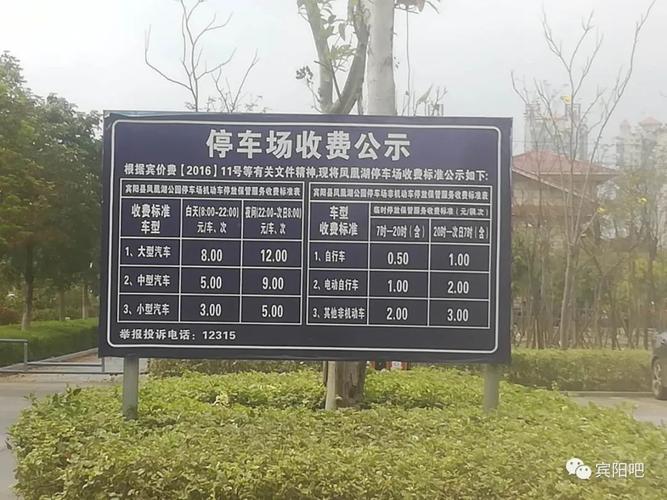 停车场收费公示
根据宾价费【2016】11号等有关文件精神,现将凤凰湖停车场收费标准公示如下:
宾阳县凤凰湖公园停车场机动车停放保管服务收费标准表
收费标准 车型 白天(8:00-22:00) 元/车、次 夜间(22:00-次日8:00) 元/车、次
1、大型汽车 8.00 12.00
2、中型汽车 5.00 9.00
3、小型汽车 3.00 5.00
宾阳县凤凰湖公园停车场非机动车停放保管服务收费标准表
车型 收费标准 临时停放保管服务收费标准(元/辆次)
7时—20时(含) 20时—次日7时(含)
1、自行车 0.50 1.00
2、电动自行车 1.00 2.00
3、其他非机动车 2.00 3.00
举报投诉电话:12315
宾阳吧